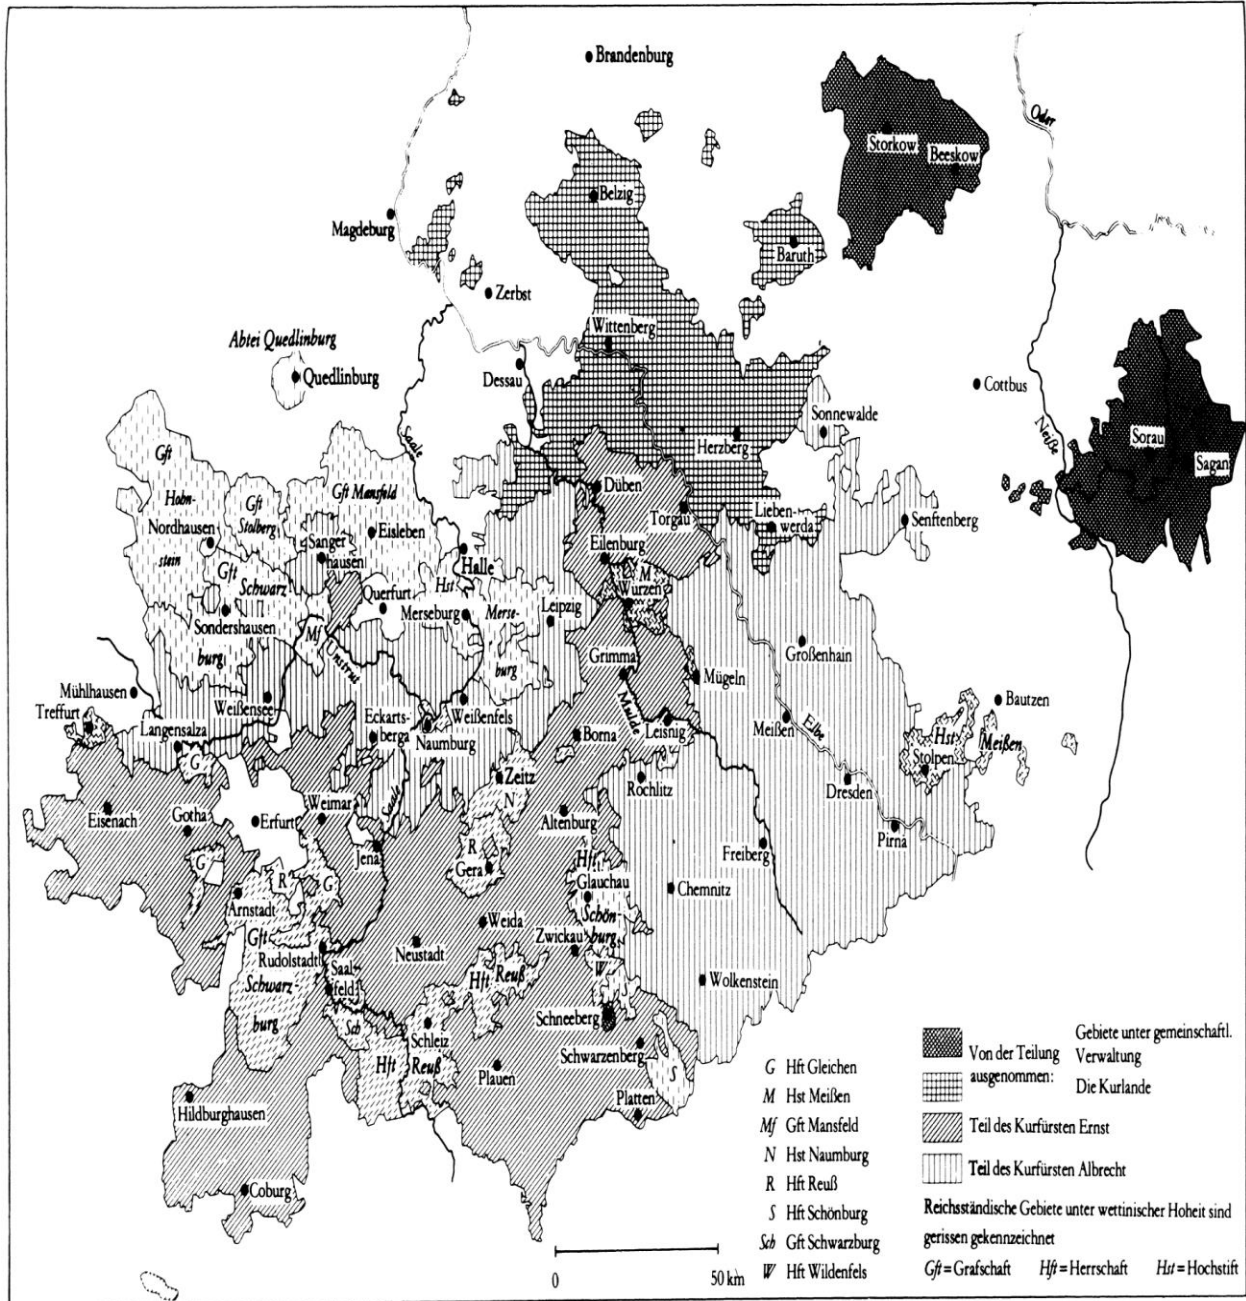 Brandenburg
Oder
Storkow
Beeskow
Belzig
Magdeburg
Baruth
Zerbst
Wittenberg
Abtei Quedlinburg
Quedlinburg
Dessau
Cottbus
Saale
Sonnewalde
Neiße
Sorau
Sagan
Herzberg
Gft
Hohn-
stein
Gft
Stolberg
Gft Mansfeld
Nordhausen
Eisleben
Sanger
hausen
Düben
Torgau
Lieben-
werda
Senftenberg
Halle
Eilenburg
Gft
Schwarz-
burg
Querfurt
Hst
Merse-
burg
Merseburg
Leipzig
M
Wurzen
Sondershausen
Mf
Unstrut
Großenhain
Grimma
Mügeln
Mühlhausen
Treffurt
Weißensee
Weißenfels
Mulde
Meißen
Elbe
Bautzen
Langensalza
Eckarts-
berga
Naumburg
Borna
Leisnig
Hst
Meißen
Stolpen
G
Zeitz
N
Rochlitz
Dresden
Eisenach
Gotha
Erfurt
Weimar
Saale
Altenburg
Pirna
Jena
R
Gera
Hft
Glauchau
Schön
burg
Freiberg
G
R
G
Arnstadt
Chemnitz
Weida
Zwickau
Gft
Rudolstadt
Neustadt
Schwarz-
burg
Saal-
feld
Hft
Reuß
W
Wolkenstein
Sch
Schleiz
Schneeberg
Schwarzenberg
Hft
Reuß
Plauen
S
Platten
Hildburghausen
Coburg
G Hft Gleichen
M Hst Meißen
Mf Gft Mansfeld
N Hst Naumburg
R Hft Reuß
S Hft Schönburg
Sch Gft Schwarzburg
W Hft Wildenfels
0 50 km
Von der Teilung
ausgenommen:
Gebiete unter gemeinschaftl.
Verwaltung
Die Kurlande
Teil des Kurfürsten Ernst
Teil des Kurfürsten Albrecht
Reichsständische Gebiete unter wettinischer Hoheit sind
gerissen gekennzeichnet
Gft = Grafschaft Hft = Herrschaft Hst = Hochstift